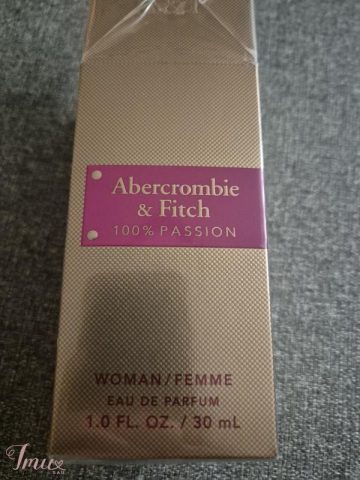 Abercrombie
& Fitch
100% PASSION
WOMAN/FEMME
EAU DE PARFUM
1.0 FL. OZ. / 30 mL